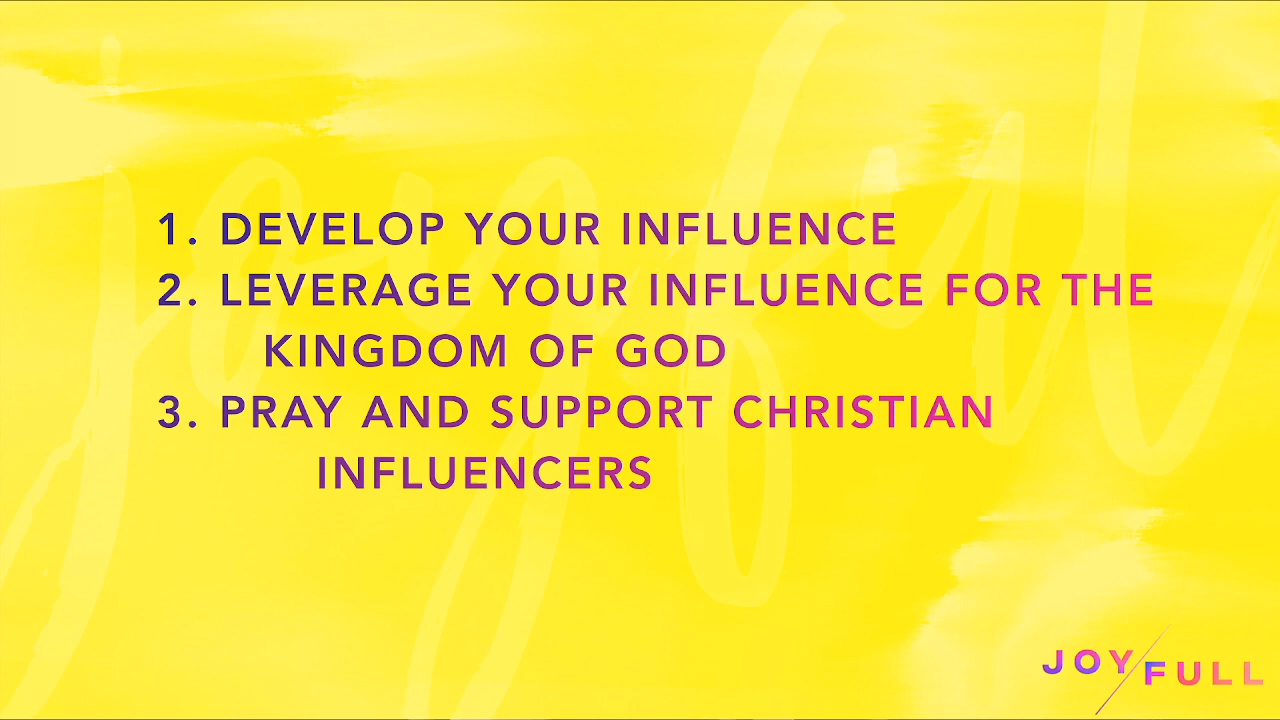 1. DEVELOP YOUR INFLUENCE
2. LEVERAGE YOUR INFLUENCE FOR THE
KINGDOM OF GOD
3. PRAY AND SUPPORT CHRISTIAN
INFLUENCERS
joyful
JOY/FULL